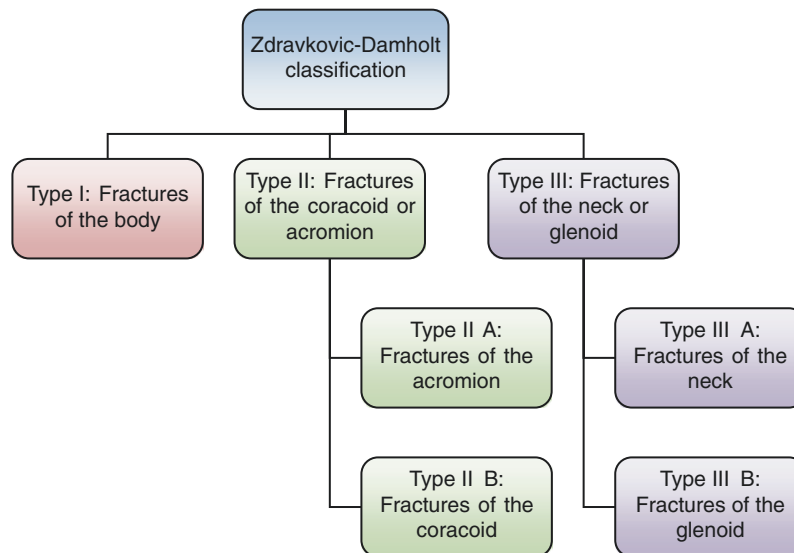 Zdravkovic-Damholt
classification
Type I: Fractures
of the body
Type II: Fractures
of the coracoid or
acromion
Type III: Fractures
of the neck or
glenoid
Type II A:
Fractures of the
acromion
Type III A:
Fractures of the
neck
Type II B:
Fractures of the
coracoid
Type III B:
Fractures of the
glenoid